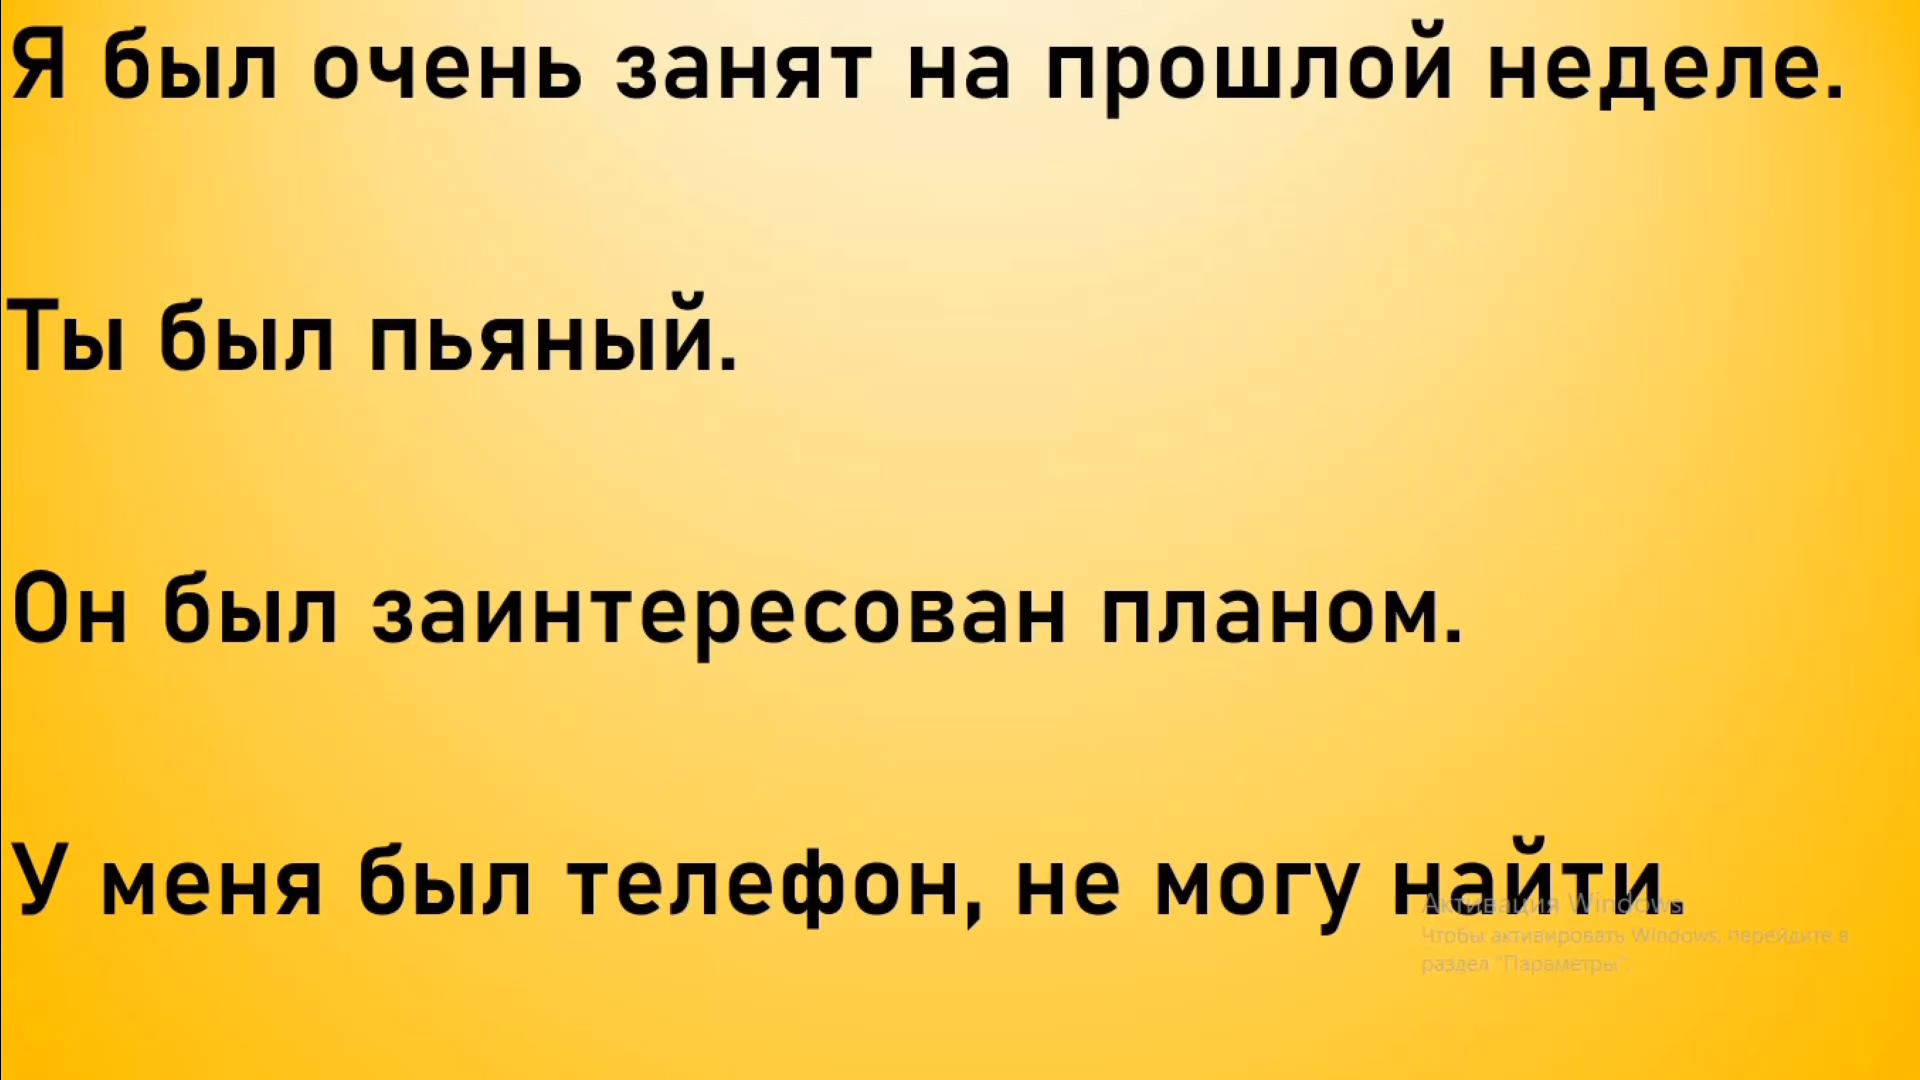 Я был очень занят на прошлой неделе.
Ты был пьяный.
Он был заинтересован планом.
У меня был телефон, не могу найти.
Активация Windows
Чтобы активировать Windows, перейдите в
раздел "Параметры".